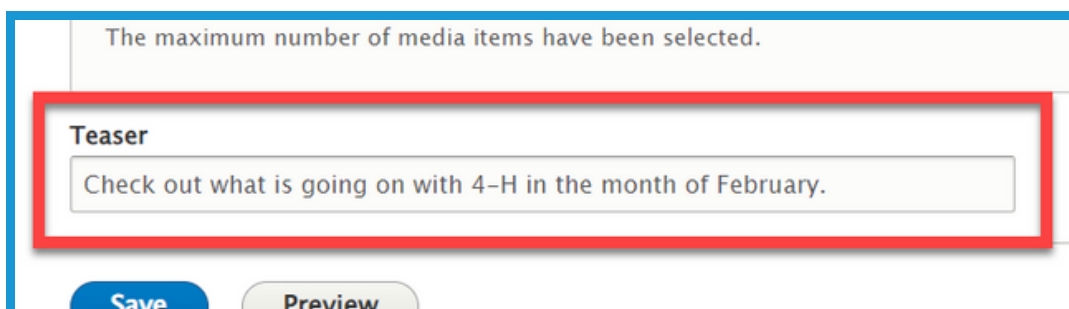 The maximum number of media items have been selected.
Teaser
Check out what is going on with 4-H in the month of February.
Save
Preview